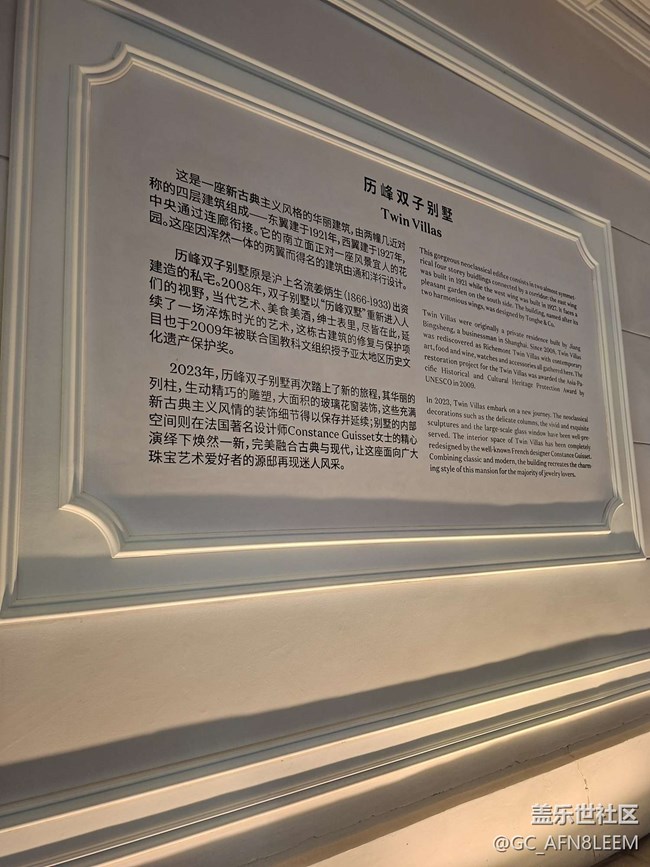 历峰双子别墅
Twin Villas
这是一座新古典主义风格的华丽建筑,由两幢几近对
称的四层建筑组成——东翼建于1921年,西翼建于1927年,
中央通过连廊衔接。它的南立面正对一座风景宜人的花
园。这座因浑然一体的两翼而得名的建筑由通和洋行设计。
历峰双子别墅原是沪上名流姜炳生(1866-1933)出资
建造的私宅。2008年,双子别墅以“历峰双墅”重新进入人
们的视野,当代艺术、美食美酒,绅士表里,尽皆在此,延
续了一场淬炼时光的艺术,这栋古建筑的修复与保护项
目也于2009年被联合国教科文组织授予亚太地区历史文
化遗产保护奖。
2023年,历峰双子别墅再次踏上了新的旅程,其华丽的
列柱,生动精巧的雕塑,大面积的玻璃花窗装饰,这些充满
新古典主义风情的装饰细节得以保存并延续;别墅的内部
空间则在法国著名设计师Constance Guisset女士的精心
演绎下焕然一新,完美融合古典与现代,让这座面向广大
珠宝艺术爱好者的源邸再现迷人风采。
This gorgeous neoclassical edifice consists in two almost symmet-
rical four storey buildings connected by a corridor: the east wing
was built in 1921 while the west wing was built in 1927. It faces a
pleasant garden on the south side. The building, named after its
two harmonious wings, was designed by Tonghe & Co.
Twin Villas were originally a private residence built by Jiang
Bingsheng, a businessman in Shanghai. Since 2008, Twin Villas
was rediscovered as Richemont Twin Villas with contemporary
art, food and wine, watches and accessories all gathered here. The
restoration project for the Twin Villas was awarded the Asia-Pa-
cific Historical and Cultural Heritage Protection Award by
UNESCO in 2009.
In 2023, Twin Villas embark on a new journey. The neoclassical
decorations such as the delicate columns, the vivid and exquisite
sculptures and the large-scale glass window have been well pre-
served. The interior space of Twin Villas has been completely
redesigned by the well-known French designer Constance Guisset.
Combining classic and modern, the building recreates the charm-
ing style of this mansion for the majority of jewelry lovers.
盖乐世社区
@GC_AFN8LEEM